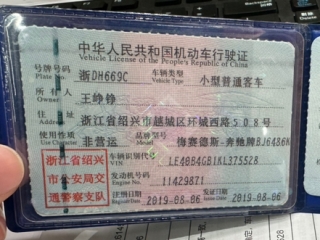 中华人民共和国机动车行驶证
Vehicle License of the People's Republic of China
号牌号码 浙DH669C 车辆类型 小型普通客车
Plate No. Vehicle Type
所有人 王铮铮
Owner
住址 浙江省绍兴市越城区环城西路508号
Address
使用性质 非营运 品牌型号 梅赛德斯-奔驰牌BJ6486K
Use Character Model
浙江省绍兴
市公安局交
通警察支队
车辆识别代号 LE4084GB1KL375528
VIN
发动机号码 11429871
Engine No.
注册日期 2019-08-06 发证日期 2019-08-06
Register Date Issue Date